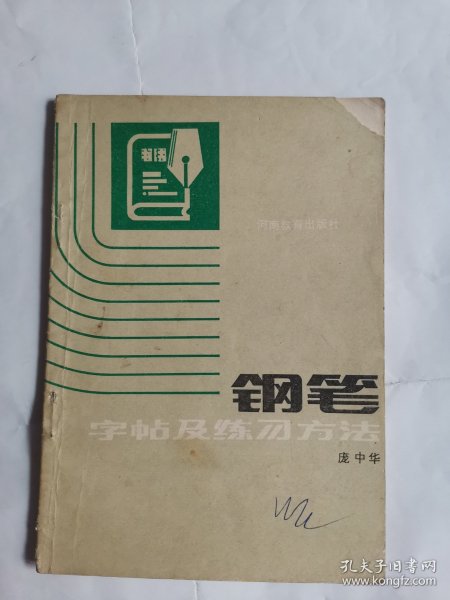 河南教育出版社
钢笔
字帖及练习方法
庞中华
孔夫子旧书网
www.kongfz.com